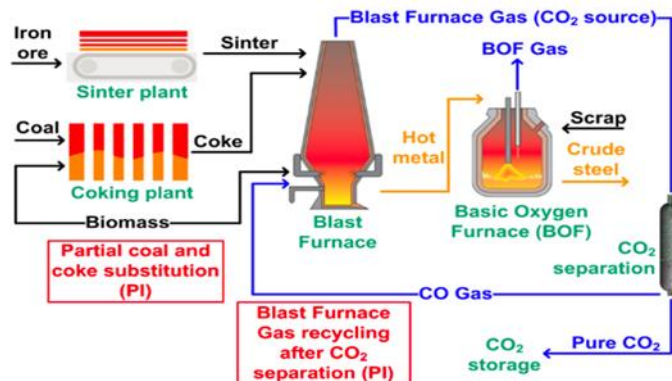 Blast Furnace Gas (CO₂ source)
Iron
ore
Sinter
BOF Gas
Sinter plant
Coal
Coke
Hot
metal
Scrap
Crude
steel
Coking plant
Biomass
Blast
Furnace
Basic Oxygen
Furnace (BOF)
CO₂
separation
Partial coal and
coke substitution
(PI)
CO Gas
Blast Furnace
Gas recycling
after CO₂
separation (PI)
Pure CO₂
CO₂
storage